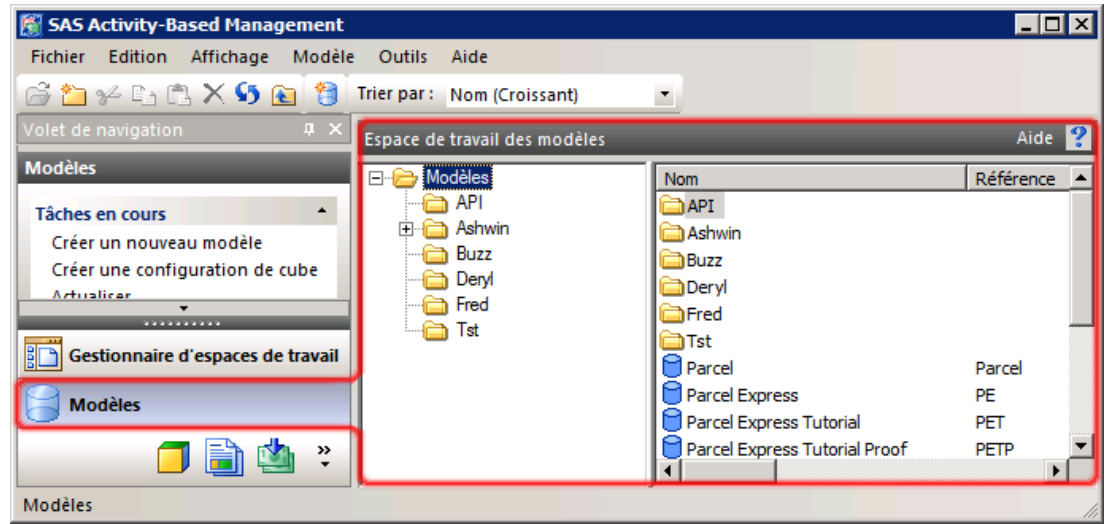 SAS Activity-Based Management
Fichier Edition Affichage Modèle Outils Aide
Trier par : Nom (Croissant)
Volet de navigation
Modèles
Tâches en cours
Créer un nouveau modèle
Créer une configuration de cube
Actualiser
Gestionnaire d'espaces de travail
Modèles
Modèles
Espace de travail des modèles Aide
Modèles
API
Ashwin
Buzz
Deryl
Fred
Tst
Nom Référence
API
Ashwin
Buzz
Deryl
Fred
Tst
Parcel Parcel
Parcel Express PE
Parcel Express Tutorial PET
Parcel Express Tutorial Proof PETP